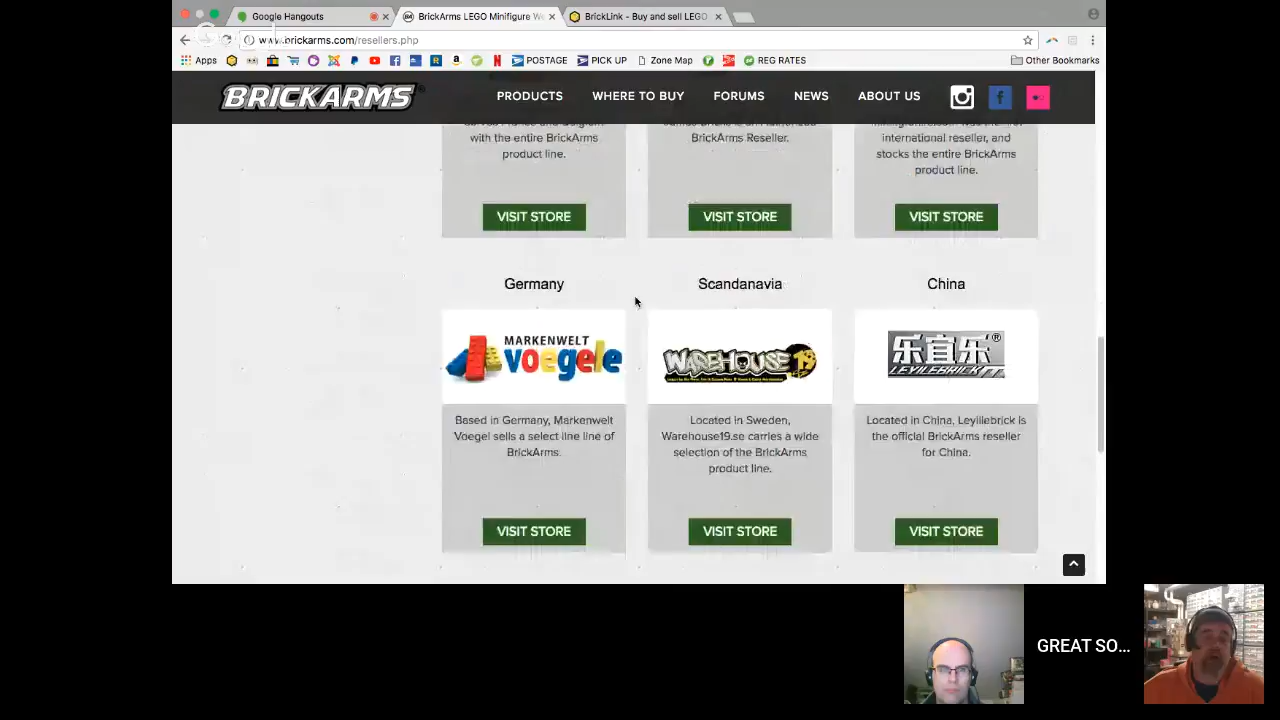 Google Hangouts
BrickArms LEGO Minifigure We
BrickLink - Buy and sell LEGO
www.brickarms.com/resellers.php
Apps
POSTAGE
PICK UP
Zone Map
REG RATES
Other Bookmarks
BRICKARMS
PRODUCTS
WHERE TO BUY
FORUMS
NEWS
ABOUT US
with the entire BrickArms
product line.
VISIT STORE
BrickArms Reseller.
VISIT STORE
international reseller, and
stocks the entire BrickArms
product line.
VISIT STORE
Germany
MARKENWELT
voegele
Based in Germany, Markenwelt
Voegel sells a select line line of
BrickArms.
VISIT STORE
Scandanavia
WAREHOUSE 19
Located in Sweden,
Warehouse19.se carries a wide
selection of the BrickArms
product line.
VISIT STORE
China
乐宜乐®
LEYILEBRICK
Located in China, Leyilebrick is
the official BrickArms reseller
for China.
VISIT STORE
GREAT SO...